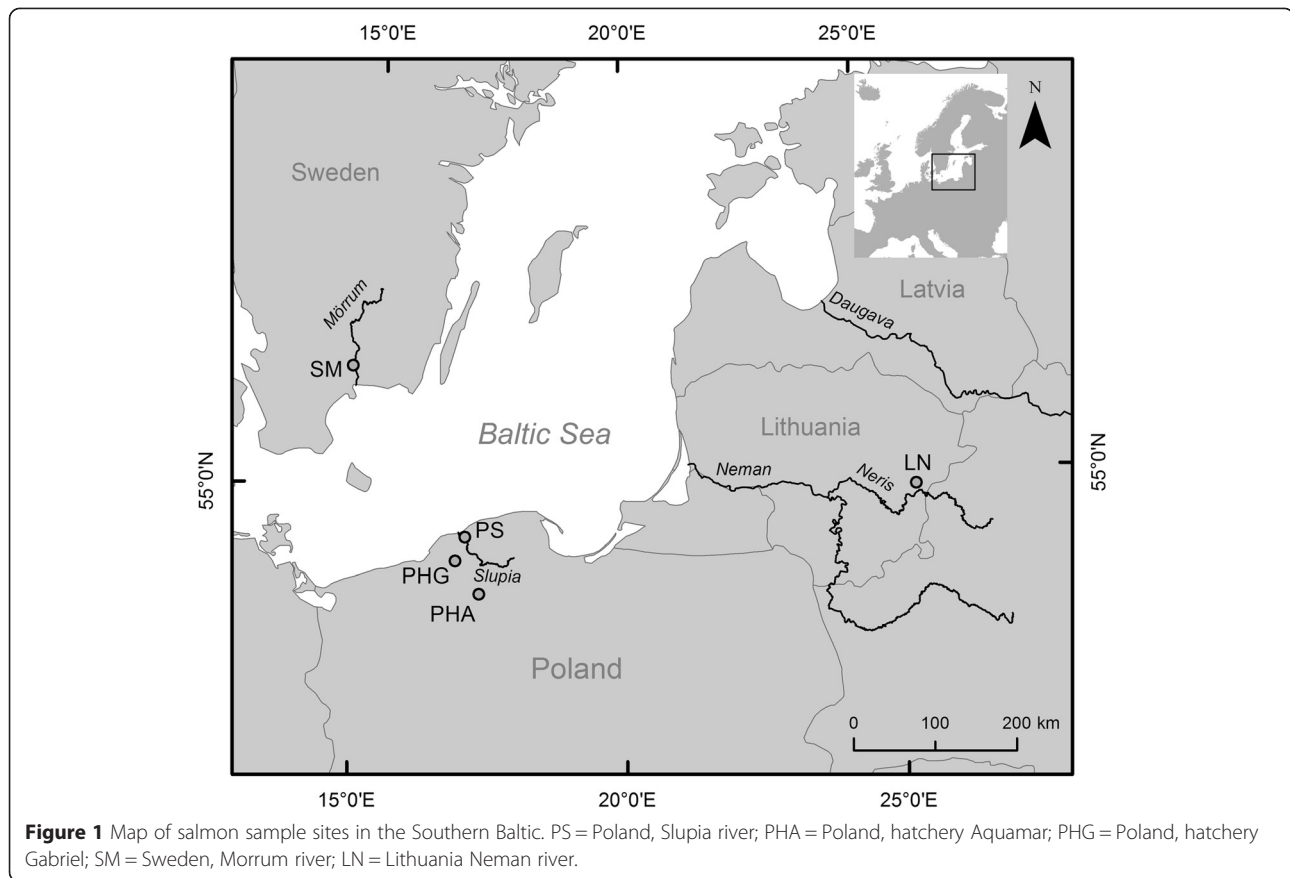 15°0'E 20°0'E 25°0'E
N
Sweden
Latvia
Mörrum
Daugava
SM
Baltic Sea
Lithuania
LN
Neman
Neris
55°0'N 55°0'N
PS
PHG
Slupia
PHA
Poland
0 100 200 km
15°0'E 20°0'E 25°0'E
Figure 1 Map of salmon sample sites in the Southern Baltic. PS = Poland, Slupia river; PHA = Poland, hatchery Aquamar; PHG = Poland, hatchery
Gabriel; SM = Sweden, Morrum river; LN = Lithuania Neman river.